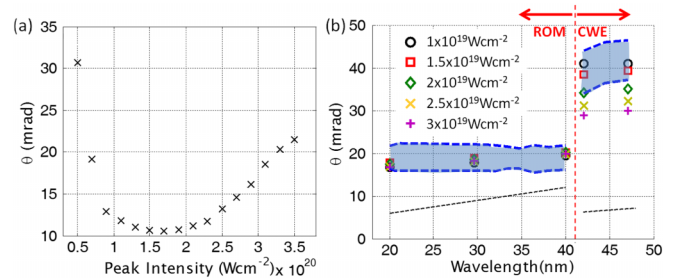 (a)
35
30
25
20
15
10
θ (mrad)
0.5 1 1.5 2 2.5 3 3.5 4
Peak Intensity (Wcm-2)x 10²⁰
(b)
ROM CWE
50
40
30
20
10
0
θ (mrad)
1x10¹⁹Wcm⁻²
1.5x10¹⁹Wcm⁻²
2x10¹⁹Wcm⁻²
2.5x10¹⁹Wcm⁻²
3x10¹⁹Wcm⁻²
20 25 30 35 40 45 50
Wavelength(nm)